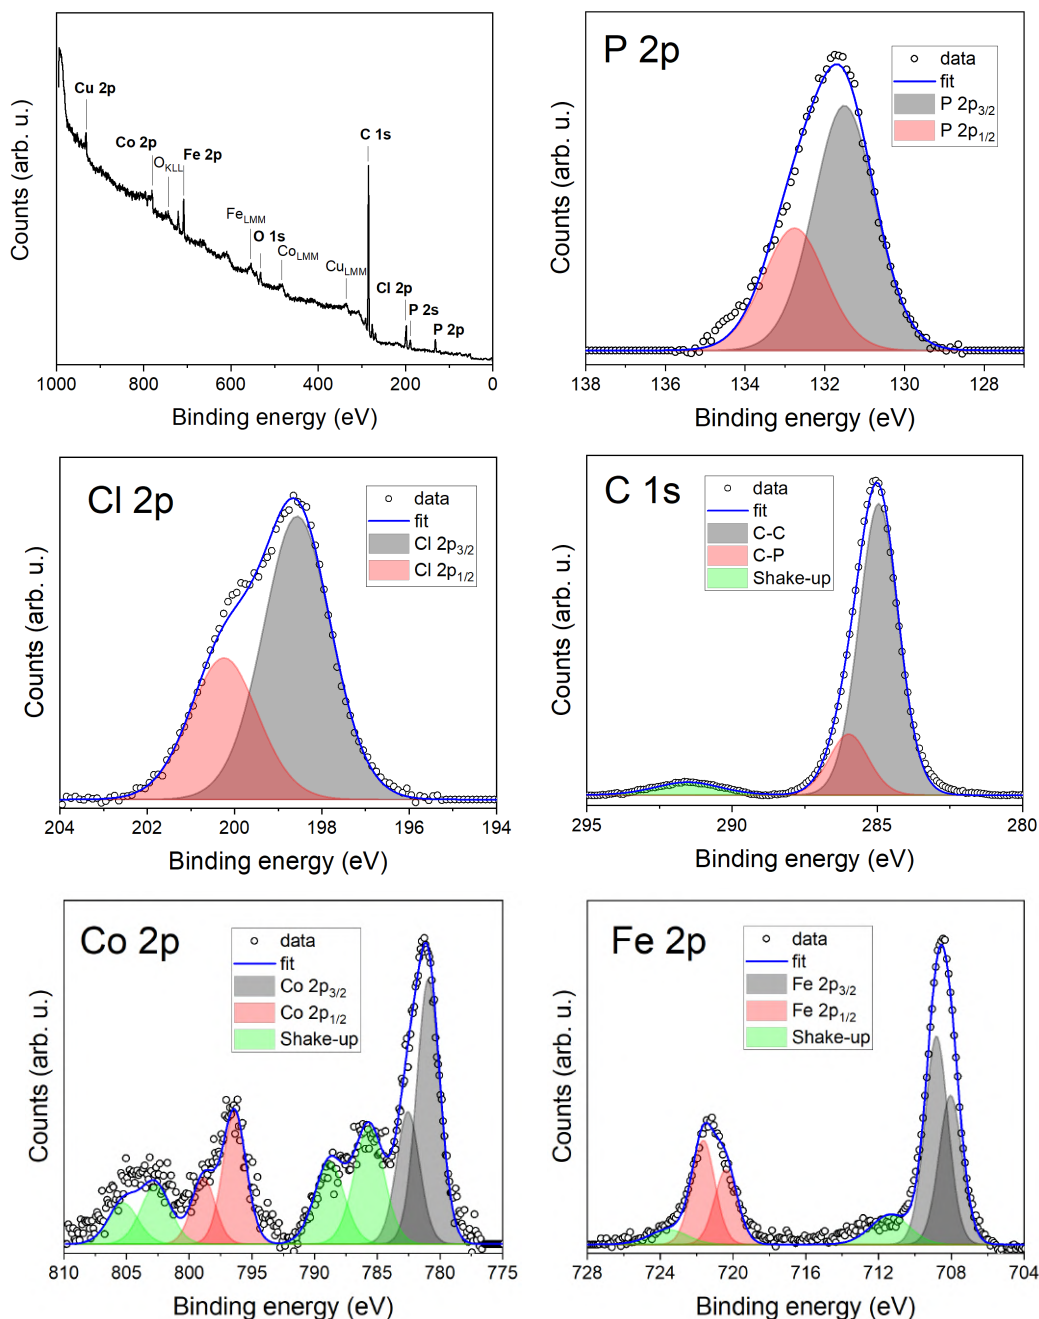 Counts (arb. u.)
Cu 2p
Co 2p
O_KLL
Fe 2p
Fe_LMM
O 1s
Co_LMM
Cu_LMM
C 1s
Cl 2p
P 2s
P 2p
1000 800 600 400 200 0
Binding energy (eV)
P 2p
data
fit
P 2p3/2
P 2p1/2
Counts (arb. u.)
138 136 134 132 130 128
Binding energy (eV)
Cl 2p
data
fit
Cl 2p3/2
Cl 2p1/2
Counts (arb. u.)
204 202 200 198 196 194
Binding energy (eV)
C 1s
data
fit
C-C
C-P
Shake-up
Counts (arb. u.)
295 290 285 280
Binding energy (eV)
Co 2p
data
fit
Co 2p3/2
Co 2p1/2
Shake-up
Counts (arb. u.)
810 805 800 795 790 785 780 775
Binding energy (eV)
Fe 2p
data
fit
Fe 2p3/2
Fe 2p1/2
Shake-up
Counts (arb. u.)
728 724 720 716 712 708 704
Binding energy (eV)